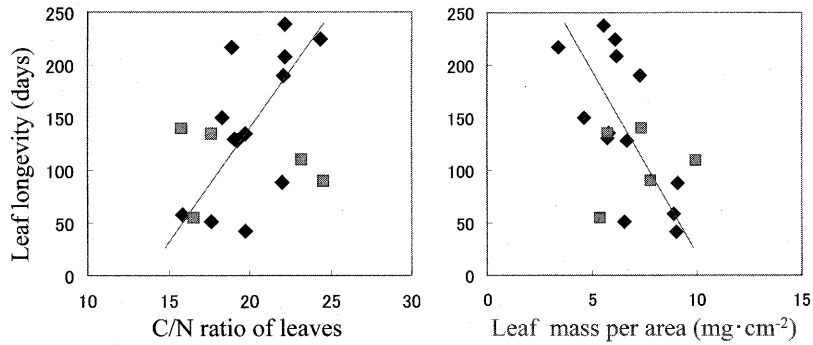 Leaf longevity (days)
250
200
150
100
50
0
10 15 20 25 30
C/N ratio of leaves
250
200
150
100
50
0
0 5 10 15
Leaf mass per area (mg·cm-2)